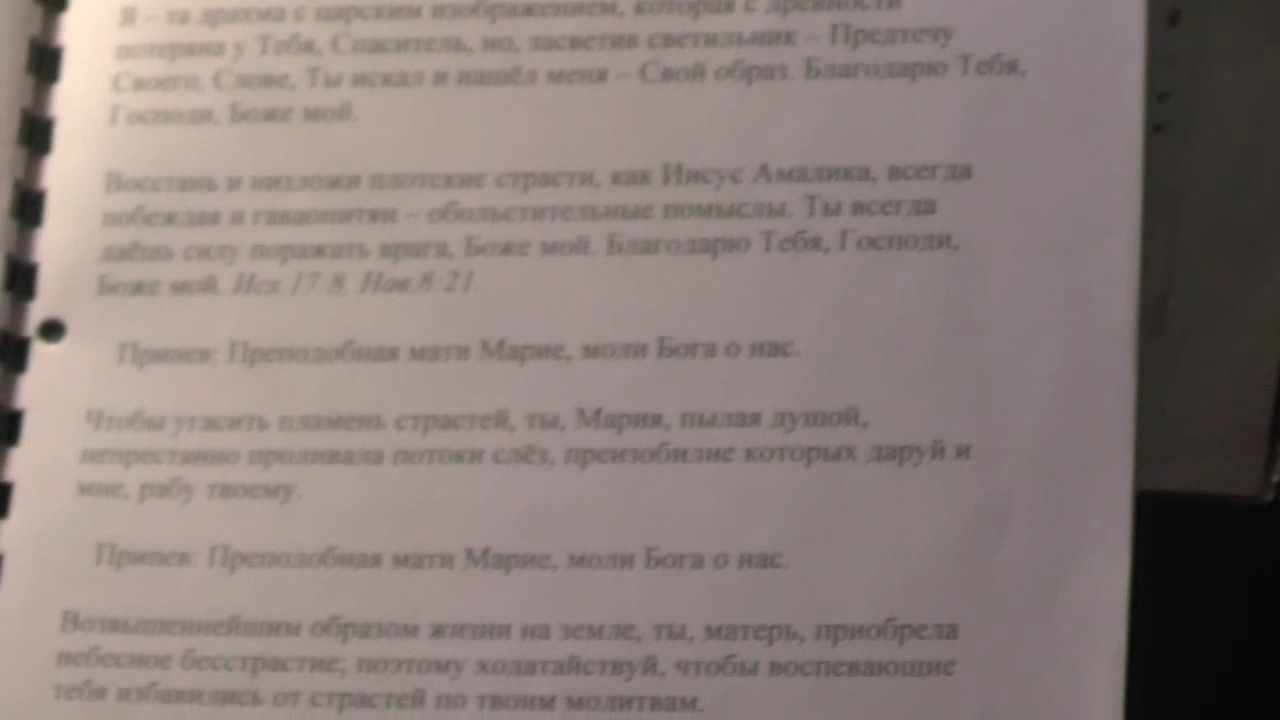 Я – та драхма с царским изображением, которая с древности
потеряна у Тебя, Спаситель, но, засветив светильник – Предтечу
Своего, Слове, Ты искал и нашёл меня – Свой образ. Благодарю Тебя,
Господи, Боже мой.
Восстань и низложи плотские страсти, как Иисус Амалика, всегда
побеждая и гаваонитян – обольстительные помыслы. Ты всегда
даёшь силу поражать врага, Боже мой. Благодарю Тебя, Господи,
Боже мой. Исх.17:8. Нав.8:21.
Припев: Преподобная мати Марие, моли Бога о нас.
Чтобы угасить пламень страстей, ты, Мария, пылая душой,
непрестанно проливала потоки слёз, преизобилие которых даруй и
мне, рабу твоему.
Припев: Преподобная мати Марие, моли Бога о нас.
Возвышеннейшим образом жизни на земле, ты, матерь, приобрела
небесное бесстрастие; поэтому ходатайствуй, чтобы воспевающие
тебя избавились от страстей по твоим молитвам.